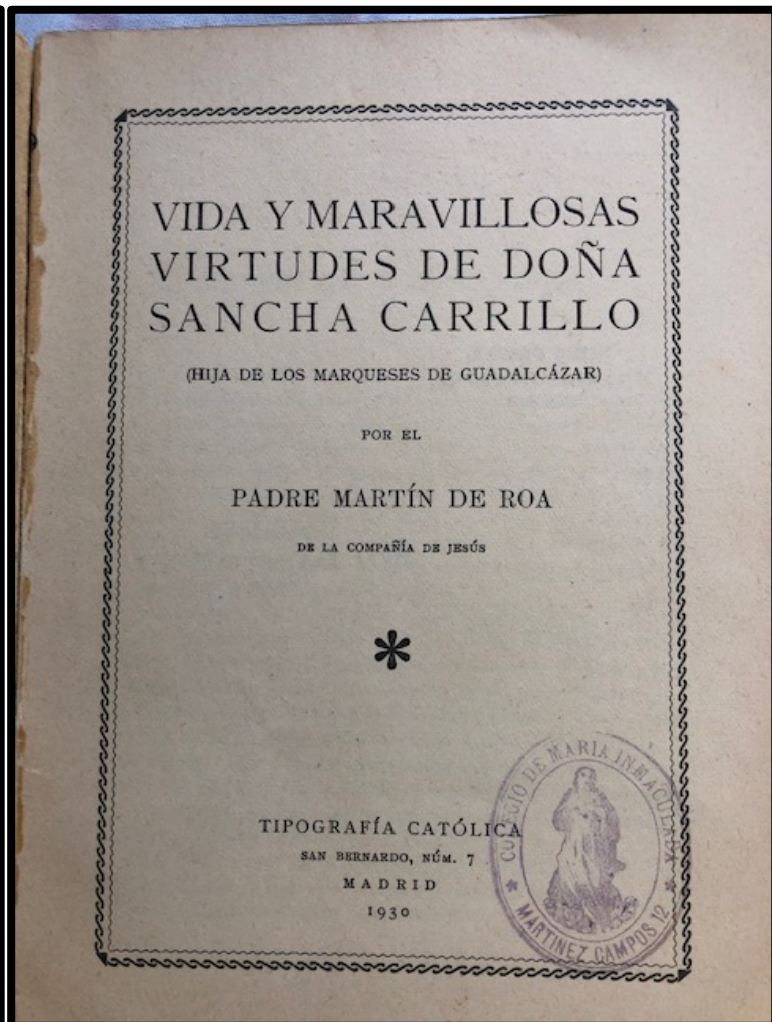 VIDA Y MARAVILLOSAS
VIRTUDES DE DOÑA
SANCHA CARRILLO
(HIJA DE LOS MARQUESES DE GUADALCÁZAR)
POR EL
PADRE MARTÍN DE ROA
DE LA COMPAÑÍA DE JESÚS
*
TIPOGRAFÍA CATÓLICA
SAN BERNARDO, NÚM. 7
MADRID
1930
COLEGIO DE MARIA INMACULADA
MARTINEZ CAMPOS 12